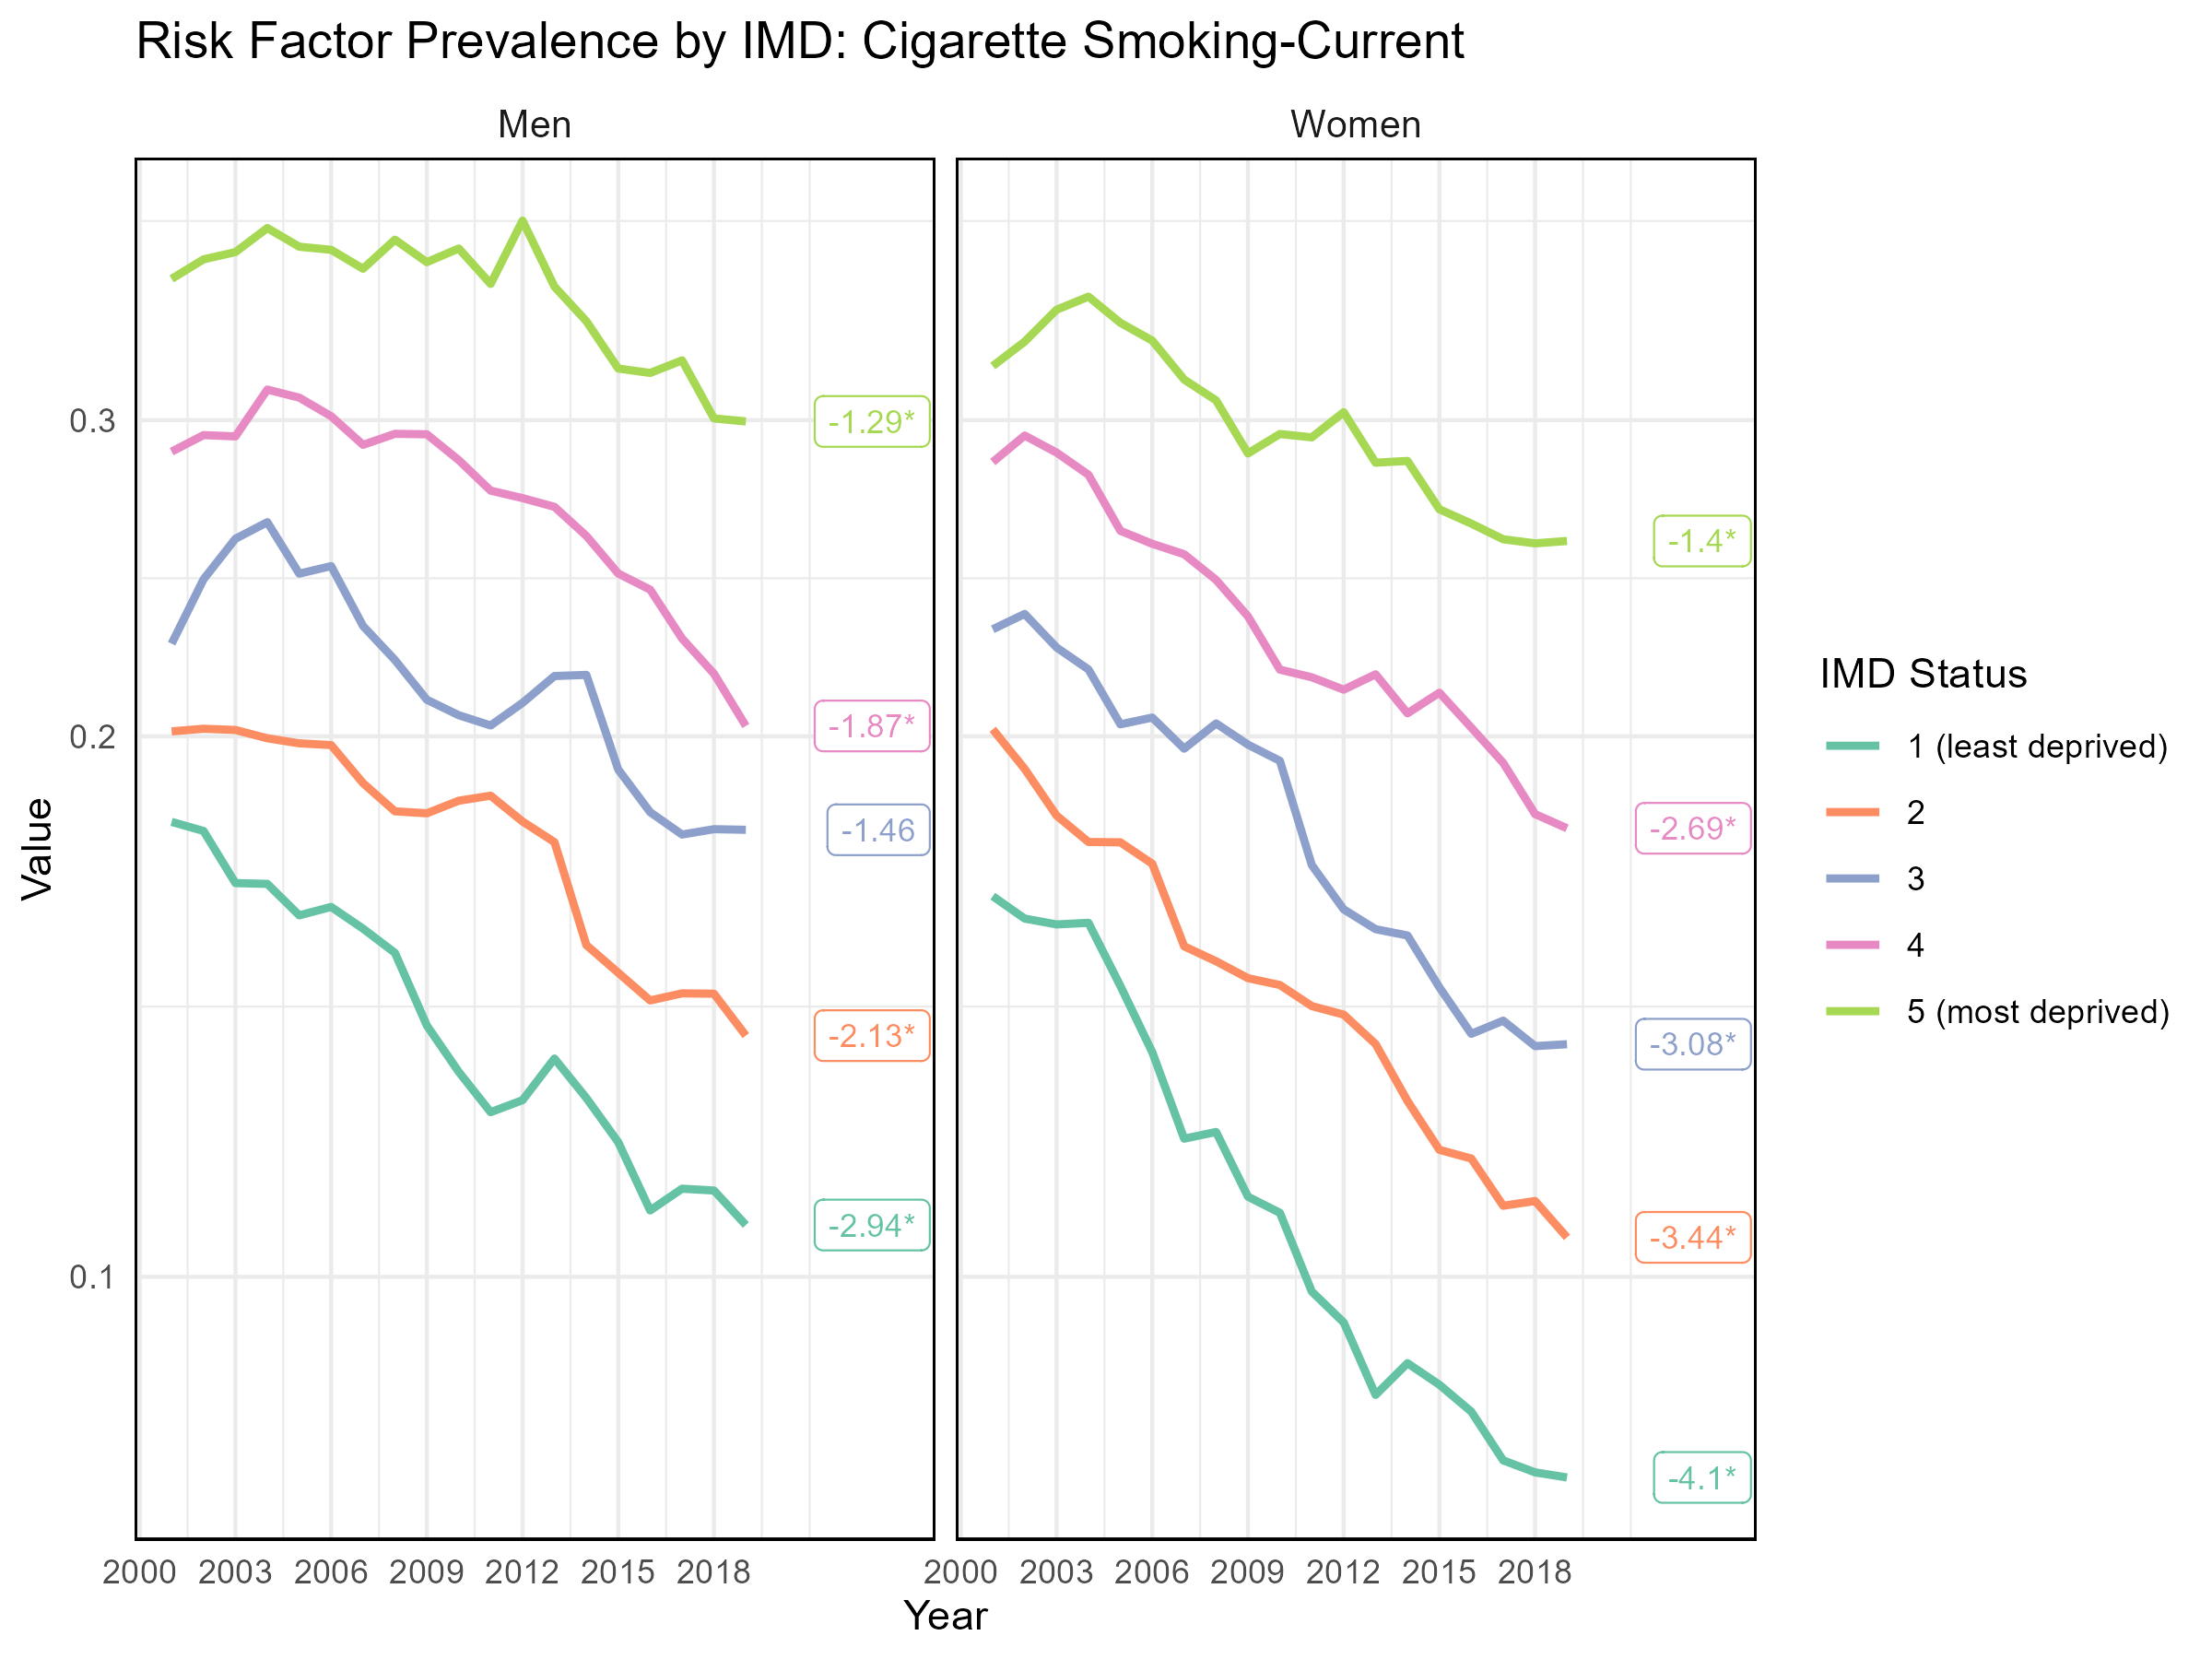 Risk Factor Prevalence by IMD: Cigarette Smoking-Current
Men
Women
Value
0.3
0.2
0.1
-1.29*
-1.87*
-1.46
-2.13*
-2.94*
-1.4*
-2.69*
-3.08*
-3.44*
-4.1*
2000 2003 2006 2009 2012 2015 2018
2000 2003 2006 2009 2012 2015 2018
Year
IMD Status
1 (least deprived)
2
3
4
5 (most deprived)